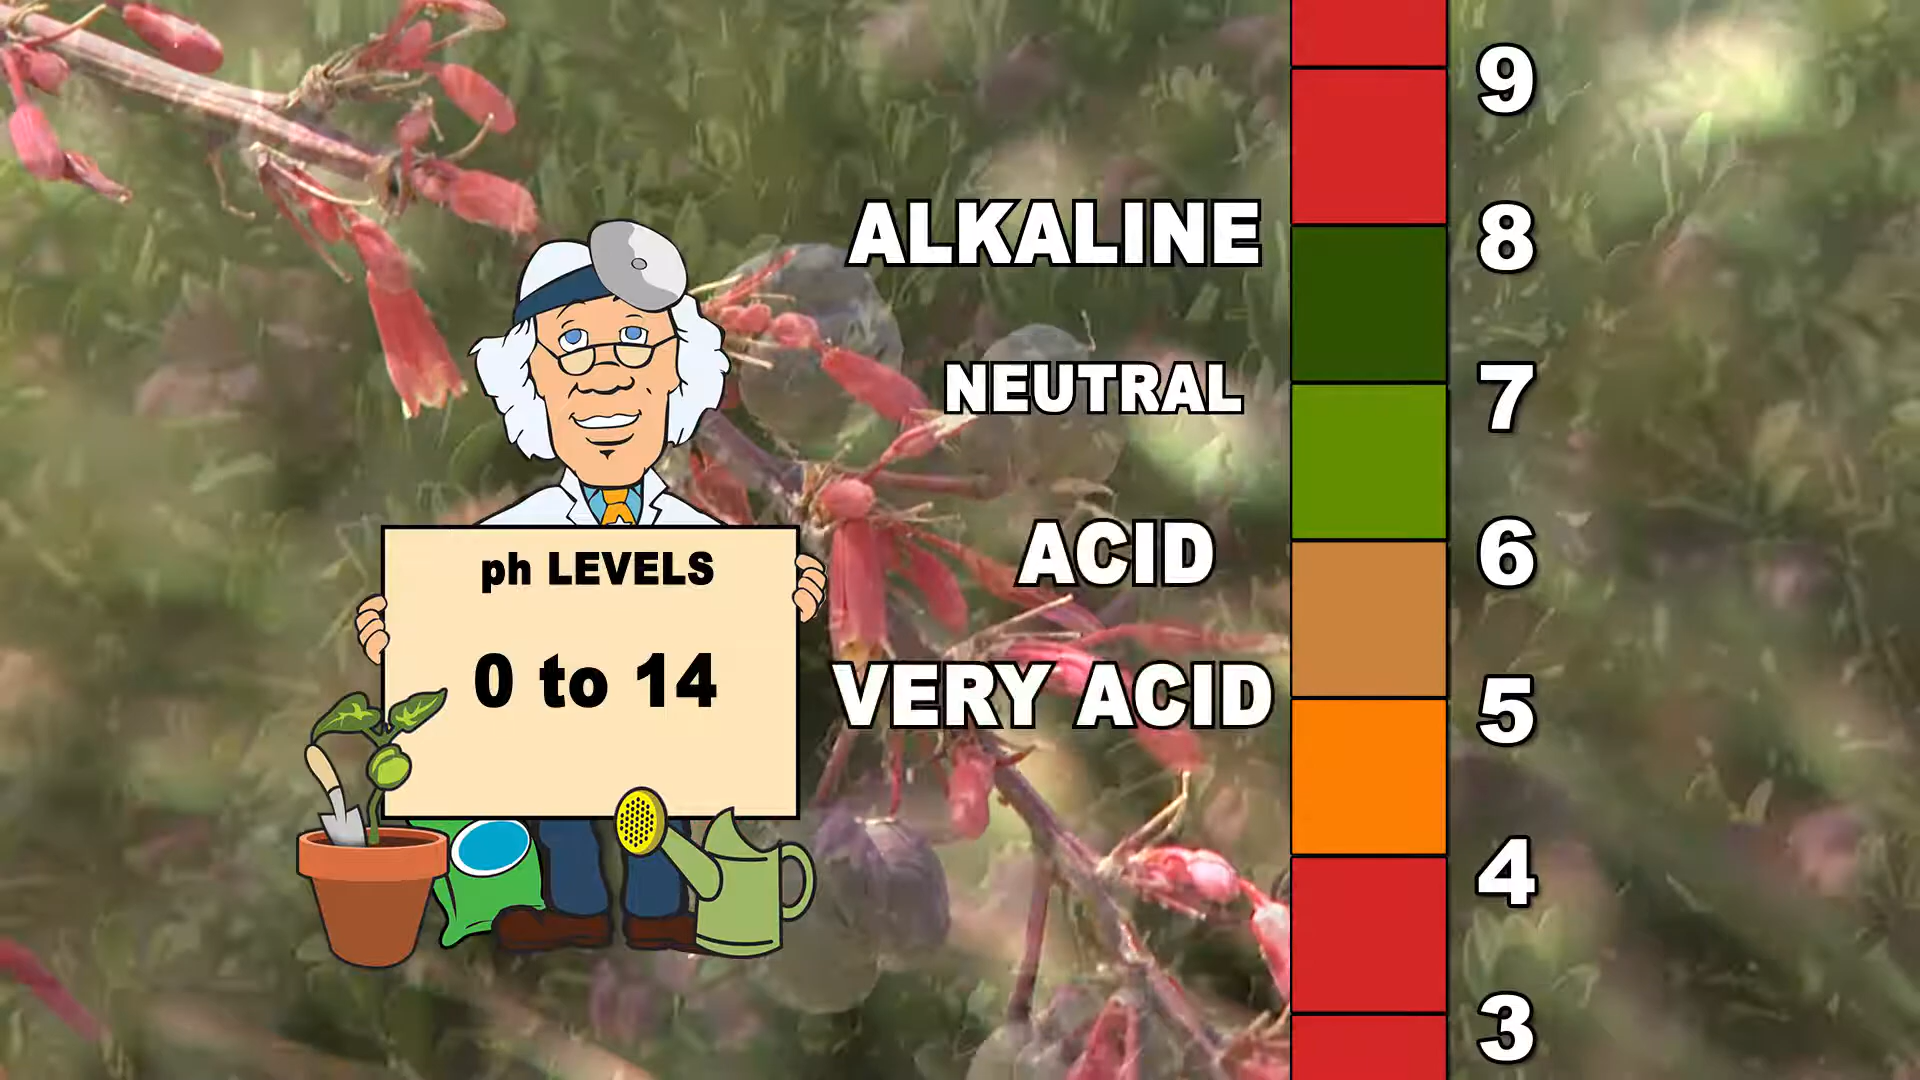 9
ALKALINE 8
NEUTRAL 7
ACID 6
ph LEVELS
0 to 14
VERY ACID 5
4
3